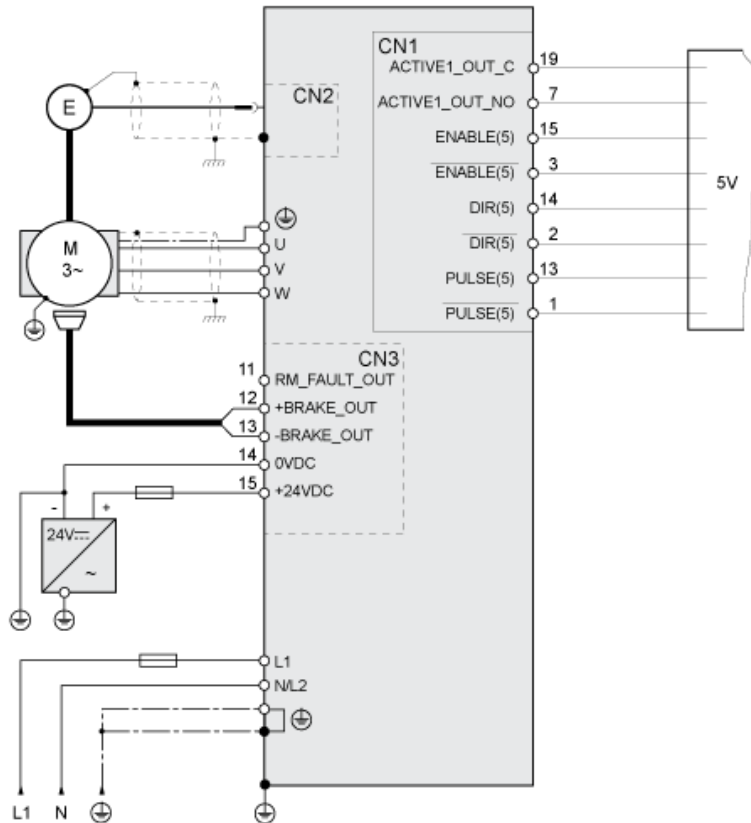 CN1
ACTIVE1_OUT_C 19
ACTIVE1_OUT_NO 7
ENABLE(5) 15
ENABLE(5) 3
DIR(5) 14
DIR(5) 2
PULSE(5) 13
PULSE(5) 1
5V
E
CN2
M
3~
U
V
W
CN3
11 RM_FAULT_OUT
12 +BRAKE_OUT
13 -BRAKE_OUT
14 0VDC
15 +24VDC
- +
24V
~
L1
N/L2
L1 N